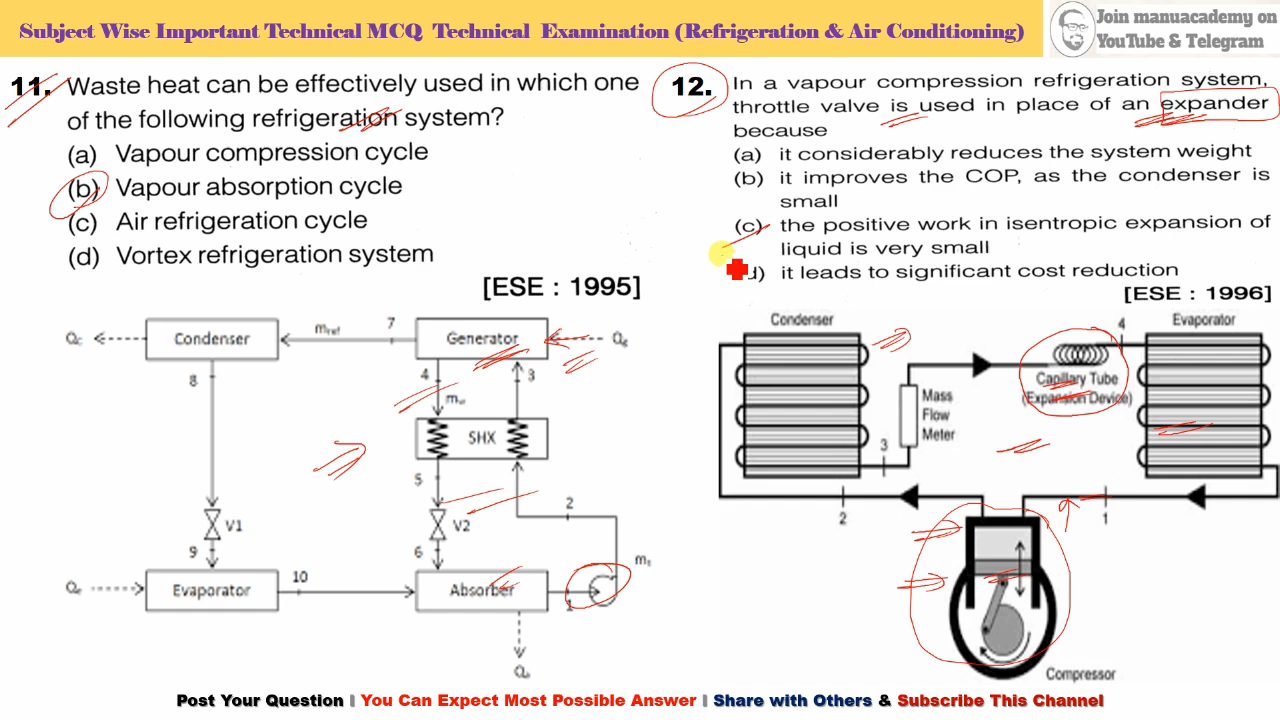 Subject Wise Important Technical MCQ Technical Examination (Refrigeration & Air Conditioning)
Join manuacademy on
YouTube & Telegram
11. Waste heat can be effectively used in which one
of the following refrigeration system?
(a) Vapour compression cycle
(b) Vapour absorption cycle
(c) Air refrigeration cycle
(d) Vortex refrigeration system
[ESE : 1995]
Condenser
mref
7
Generator
8
4
3
SHX
5
2
V1
V2
9
6
Evaporator
10
Absorber
1
12. In a vapour compression refrigeration system,
throttle valve is used in place of an expander
because
(a) it considerably reduces the system weight
(b) it improves the COP, as the condenser is
small
(c) the positive work in isentropic expansion of
liquid is very small
d) it leads to significant cost reduction
[ESE : 1996]
Condenser
4
Evaporator
Capillary Tube
(Expansion Device)
Mass
Flow
Meter
3
2
1
Compressor
Post Your Question | You Can Expect Most Possible Answer | Share with Others & Subscribe This Channel